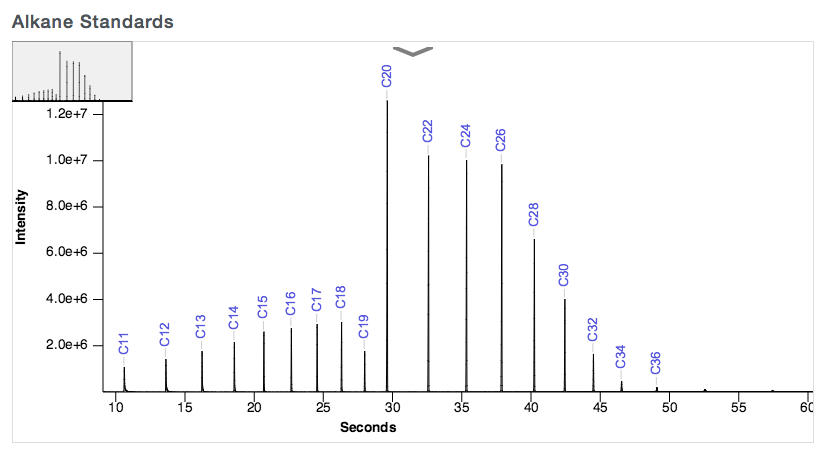 Alkane Standards
C20
C22
C24
C26
1.2e+7
1.0e+7
8.0e+6
6.0e+6
4.0e+6
2.0e+6
Intensity
C28
C30
C11
C12
C13
C14
C15
C16
C17
C18
C19
C32
C34
C36
10 15 20 25 30 35 40 45 50 55 60
Seconds